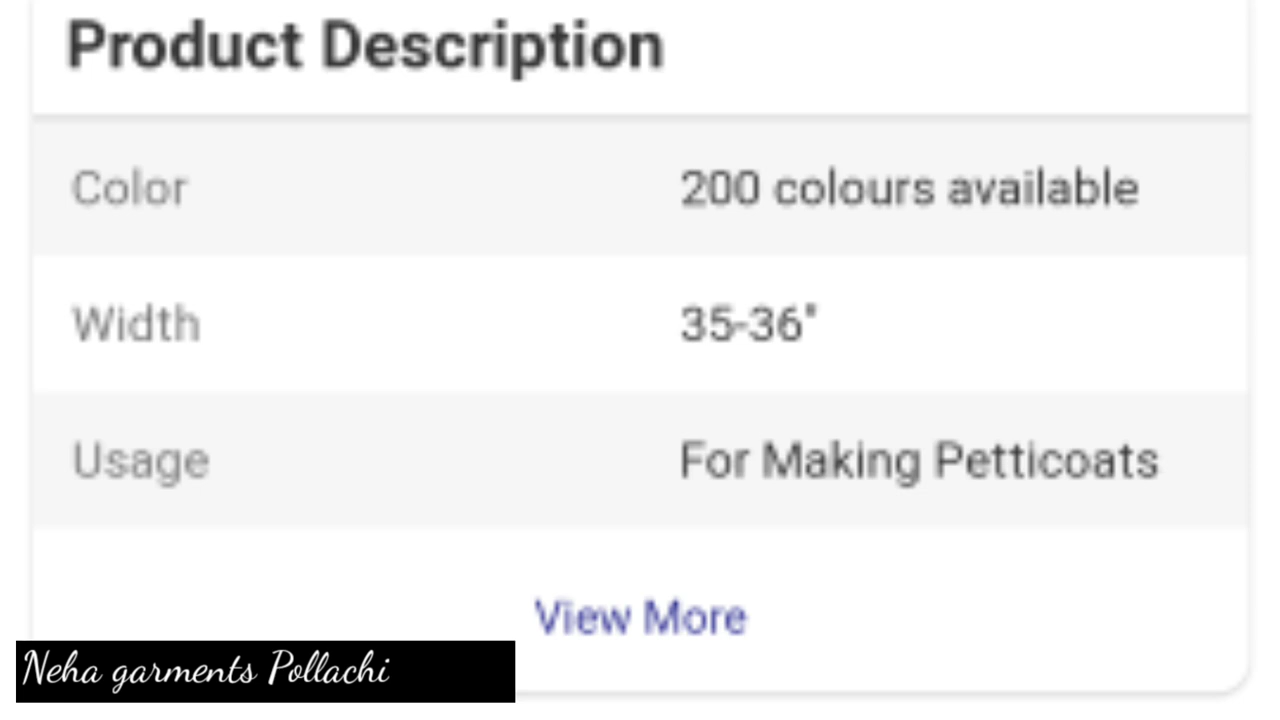 Product Description
Color 200 colours available
Width 35-36"
Usage For Making Petticoats
View More
Neha garments Pollachi